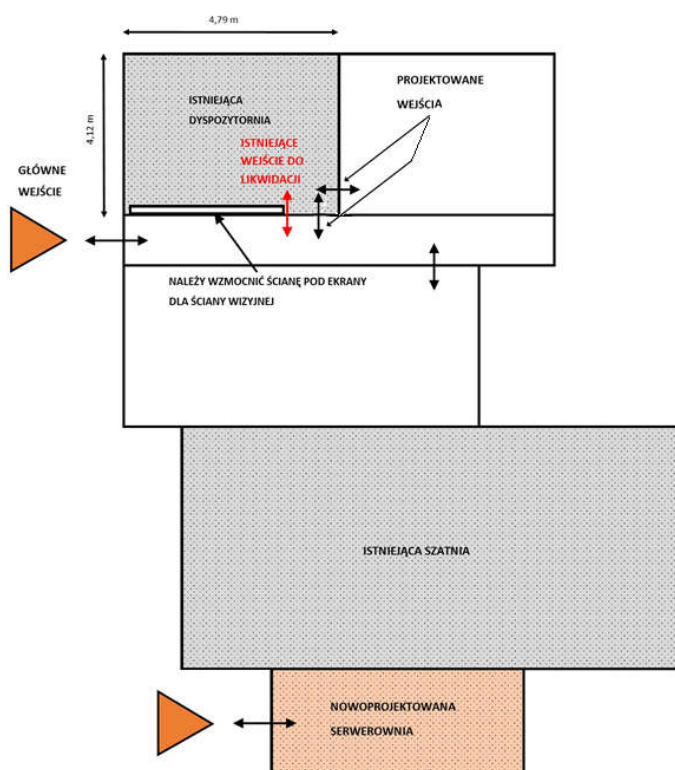 4,79 m
4,12 m
ISTNIEJĄCA
DYSPOZYTORNIA
PROJEKTOWANE
WEJŚCIA
ISTNIEJĄCE
WEJŚCIE DO
LIKWIDACJI
GŁÓWNE
WEJŚCIE
NALEŻY WZMOCNIĆ ŚCIANĘ POD EKRANY
DLA ŚCIANY WIZYJNEJ
ISTNIEJĄCA SZATNIA
NOWOPROJEKTOWANA
SERWEROWNIA